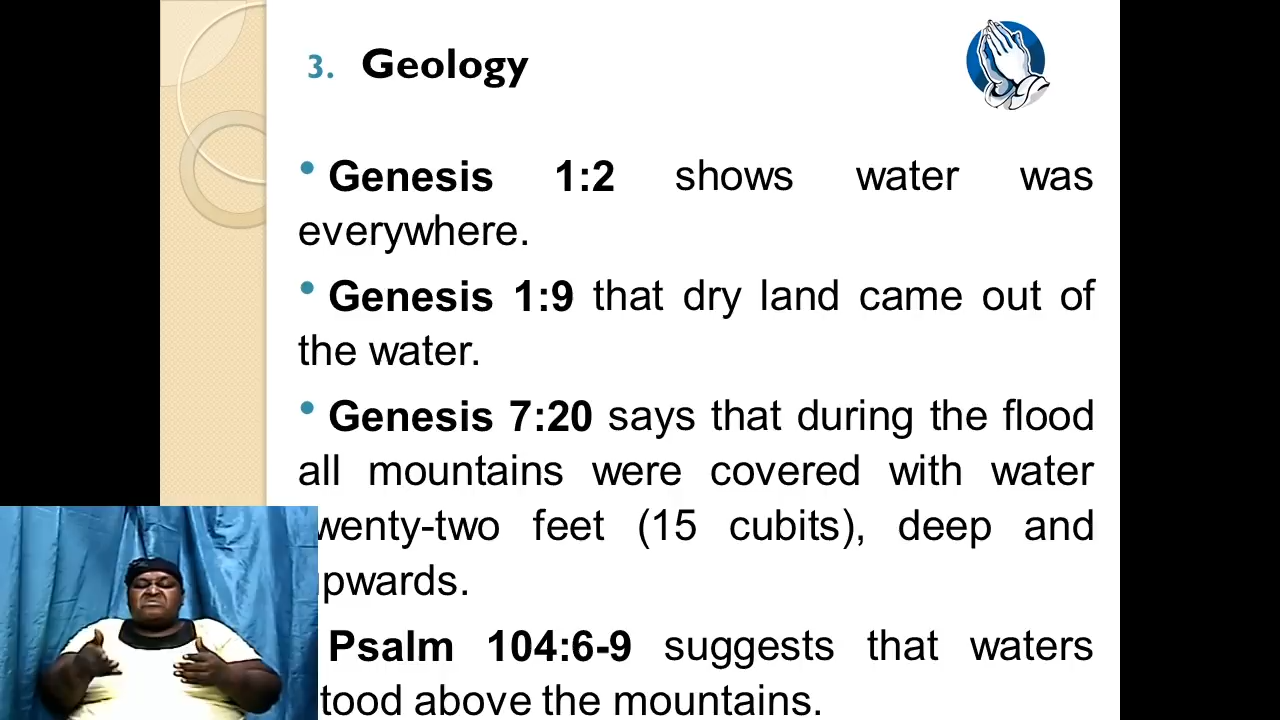 3. Geology
• Genesis 1:2 shows water was
everywhere.
• Genesis 1:9 that dry land came out of
the water.
• Genesis 7:20 says that during the flood
all mountains were covered with water
wenty-two feet (15 cubits), deep and
pwards.
Psalm 104:6-9 suggests that waters
tood above the mountains.